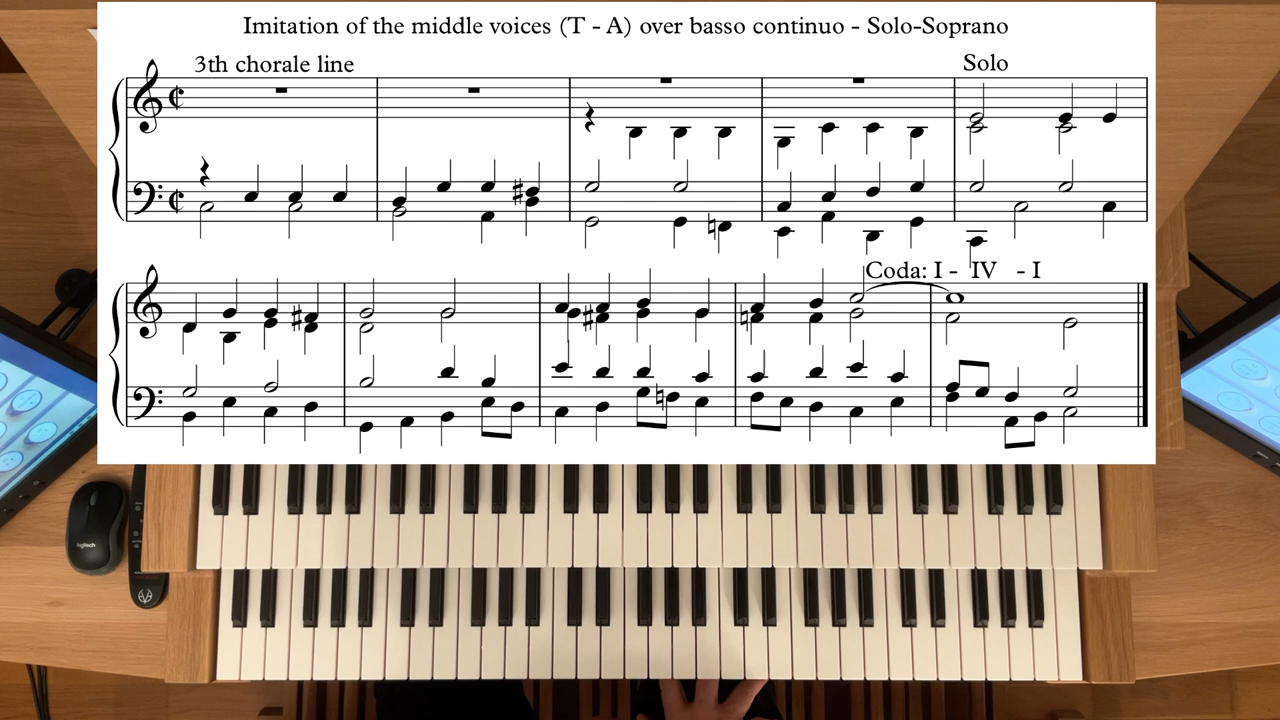 Imitation of the middle voices (T - A) over basso continuo - Solo-Soprano
3th chorale line
Solo
Coda: I - IV - I
logitech